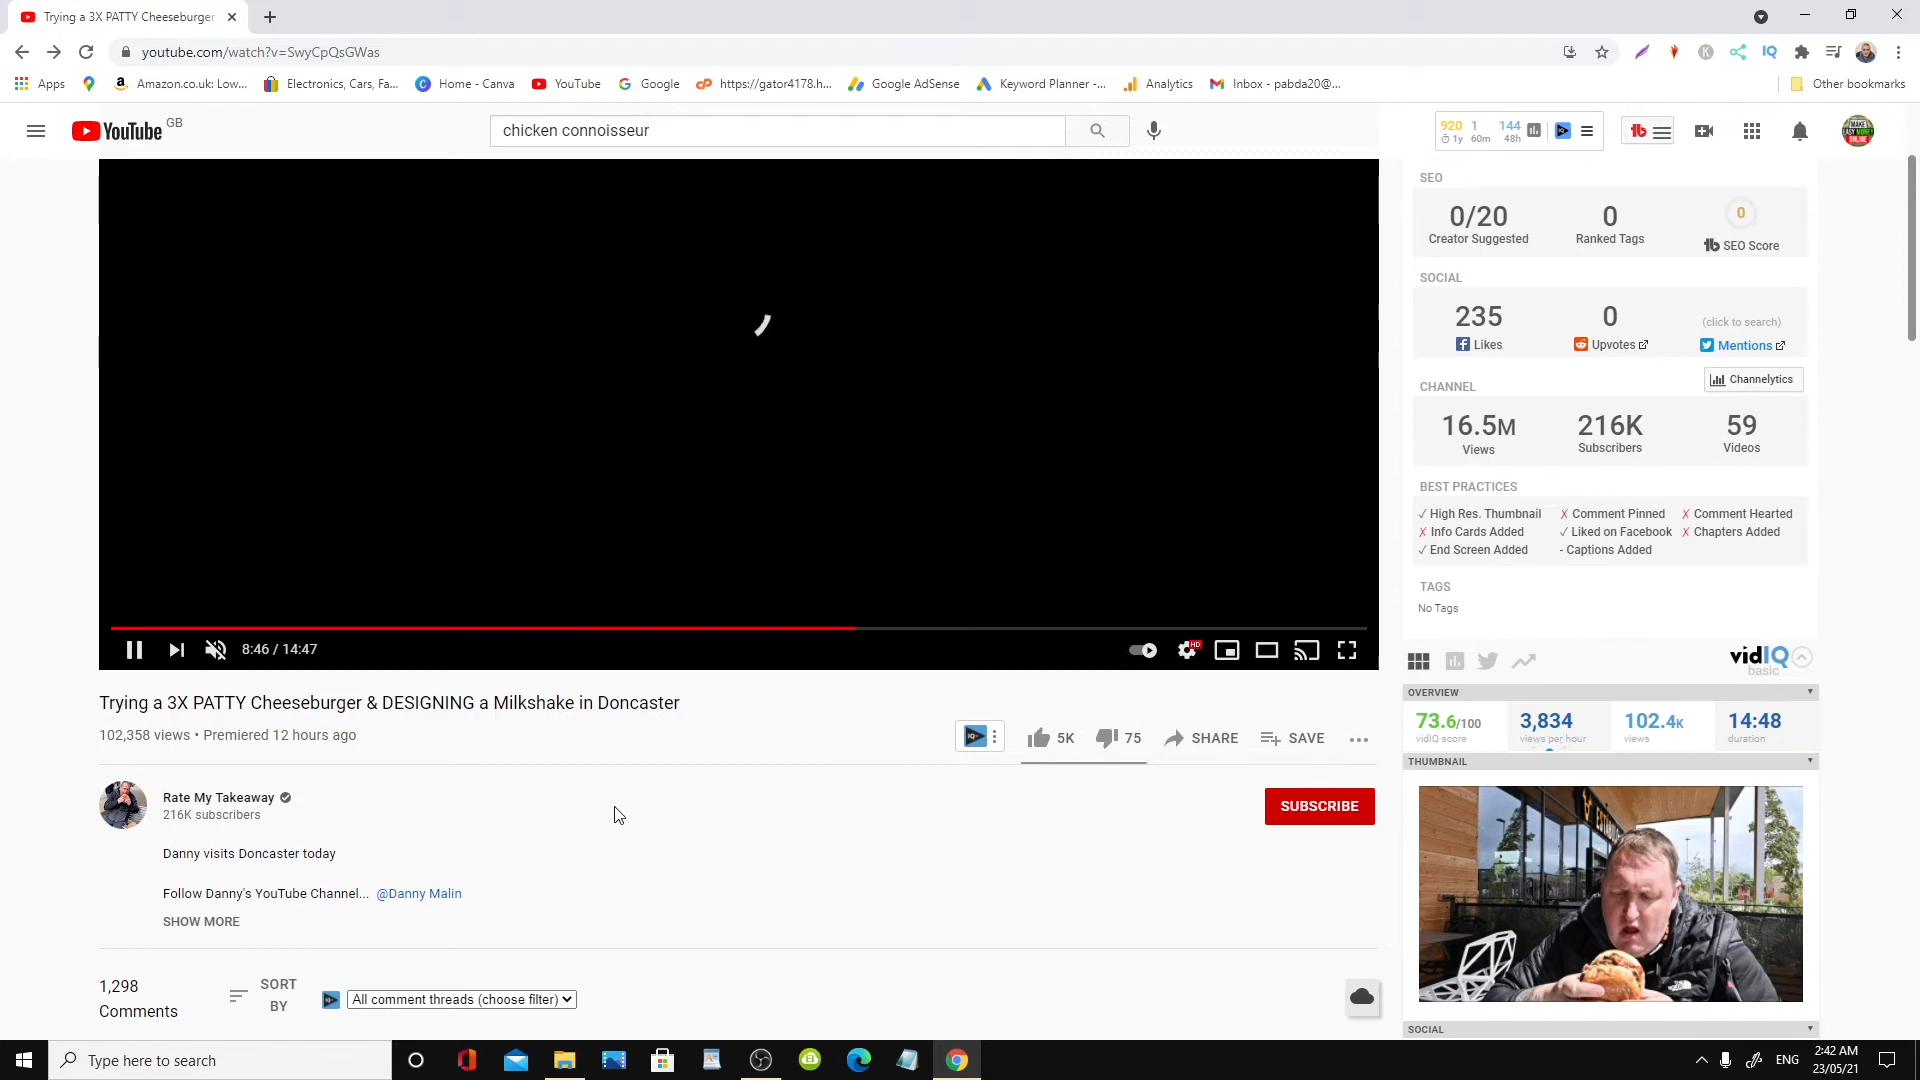 Trying a 3X PATTY Cheeseburger
youtube.com/watch?v=SwyCpQsGWas
Apps
Amazon.co.uk: Low...
Electronics, Cars, Fa...
Home - Canva
YouTube
Google
https://gator4178.h...
Google AdSense
Keyword Planner -...
Analytics
Inbox - pabda20@...
Other bookmarks
YouTube GB
chicken connoisseur
920 1 144
1y 60m 48h
SEO
0/20 0 0
Creator Suggested Ranked Tags SEO Score
SOCIAL
235 0 (click to search)
Likes Upvotes Mentions
CHANNEL Channelytics
16.5M 216K 59
Views Subscribers Videos
BEST PRACTICES
✓ High Res. Thumbnail ✗ Comment Pinned ✗ Comment Hearted
✗ Info Cards Added ✓ Liked on Facebook ✗ Chapters Added
✓ End Screen Added - Captions Added
TAGS
No Tags
vidIQ
basic
OVERVIEW
73.6/100 3,834 102.4K 14:48
vidIQ score views per hour views duration
THUMBNAIL
SOCIAL
8:46 / 14:47
HD
Trying a 3X PATTY Cheeseburger & DESIGNING a Milkshake in Doncaster
102,358 views • Premiered 12 hours ago
5K 75 SHARE SAVE
Rate My Takeaway
216K subscribers
SUBSCRIBE
Danny visits Doncaster today
Follow Danny's YouTube Channel... @Danny Malin
SHOW MORE
1,298
Comments
SORT
BY
All comment threads (choose filter)
Type here to search
ENG
2:42 AM
23/05/21